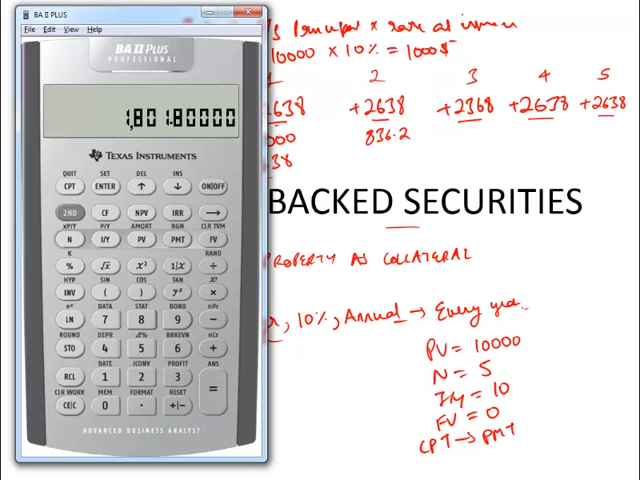 BA II PLUS
File Edit View Help
BA II PLUS
PROFESSIONAL
1,801.80000
TEXAS INSTRUMENTS
QUIT SET DEL INS
CPT ENTER ↑ ↓ ON|OFF
2ND CF NPV IRR →
xP/Y P/Y AMORT BGN CLR TVM
N I/Y PV PMT FV
K RAND
% √x x² 1|x ÷
HYP SIN COS TAN X!
INV ( ) yˣ ×
eˣ DATA STAT BOND nPr
LN 7 8 9 −
ROUND DEPR Δ% BRKEVN nCr
STO 4 5 6 +
DATE ICONV PROFIT ANS
RCL 1 2 3 =
CLR WORK MEM FORMAT RESET
CE|C 0 . +|−
ADVANCED BUSINESS ANALYST
Principal × rate at
10000 × 10% = 1000$
2 3 4 5
2638 +2638 +2368 +2638 +2638
000 836.2
38
BACKED SECURITIES
PROPERTY AS COLLATERAL
r, 10%, Annual → Every year
PV = 10000
N = 5
I/Y = 10
FV = 0
CPT → PMT